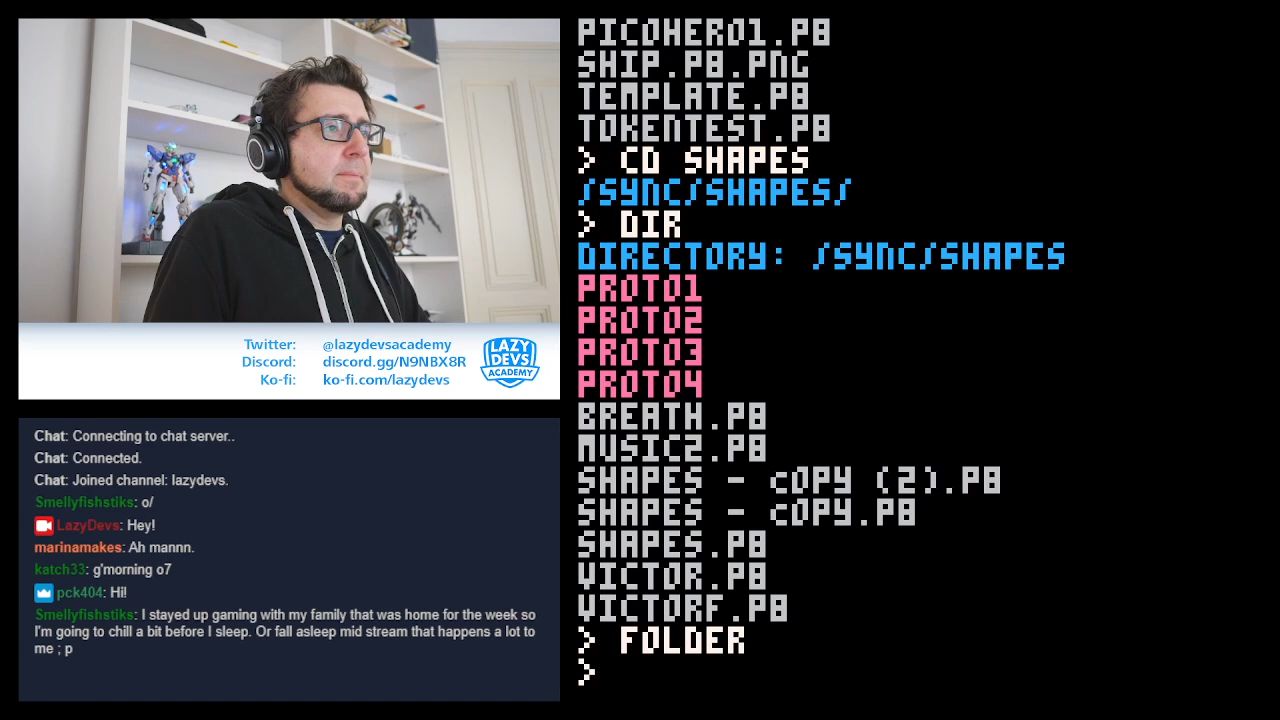 Twitter: @lazydevsacademy
Discord: discord.gg/N9NBX8R
Ko-fi: ko-fi.com/lazydevs
LAZY
DEVS
ACADEMY
Chat: Connecting to chat server..
Chat: Connected.
Chat: Joined channel: lazydevs.
Smellyfishstiks: o/
LazyDevs: Hey!
marinamakes: Ah mannn.
katch33: g'morning o7
pck404: Hi!
Smellyfishstiks: I stayed up gaming with my family that was home for the week so
I'm going to chill a bit before I sleep. Or fall asleep mid stream that happens a lot to
me ; p
PICOHERO1.P8
SHIP.P8.PNG
TEMPLATE.P8
TOKENTEST.P8
> CD SHAPES
/SYNC/SHAPES/
> DIR
DIRECTORY: /SYNC/SHAPES
PROTO1
PROTO2
PROTO3
PROTO4
BREATH.P8
MUSIC2.P8
SHAPES - cOPY (2).P8
SHAPES - cOPY.P8
SHAPES.P8
VICTOR.P8
VICTORF.P8
> FOLDER
>